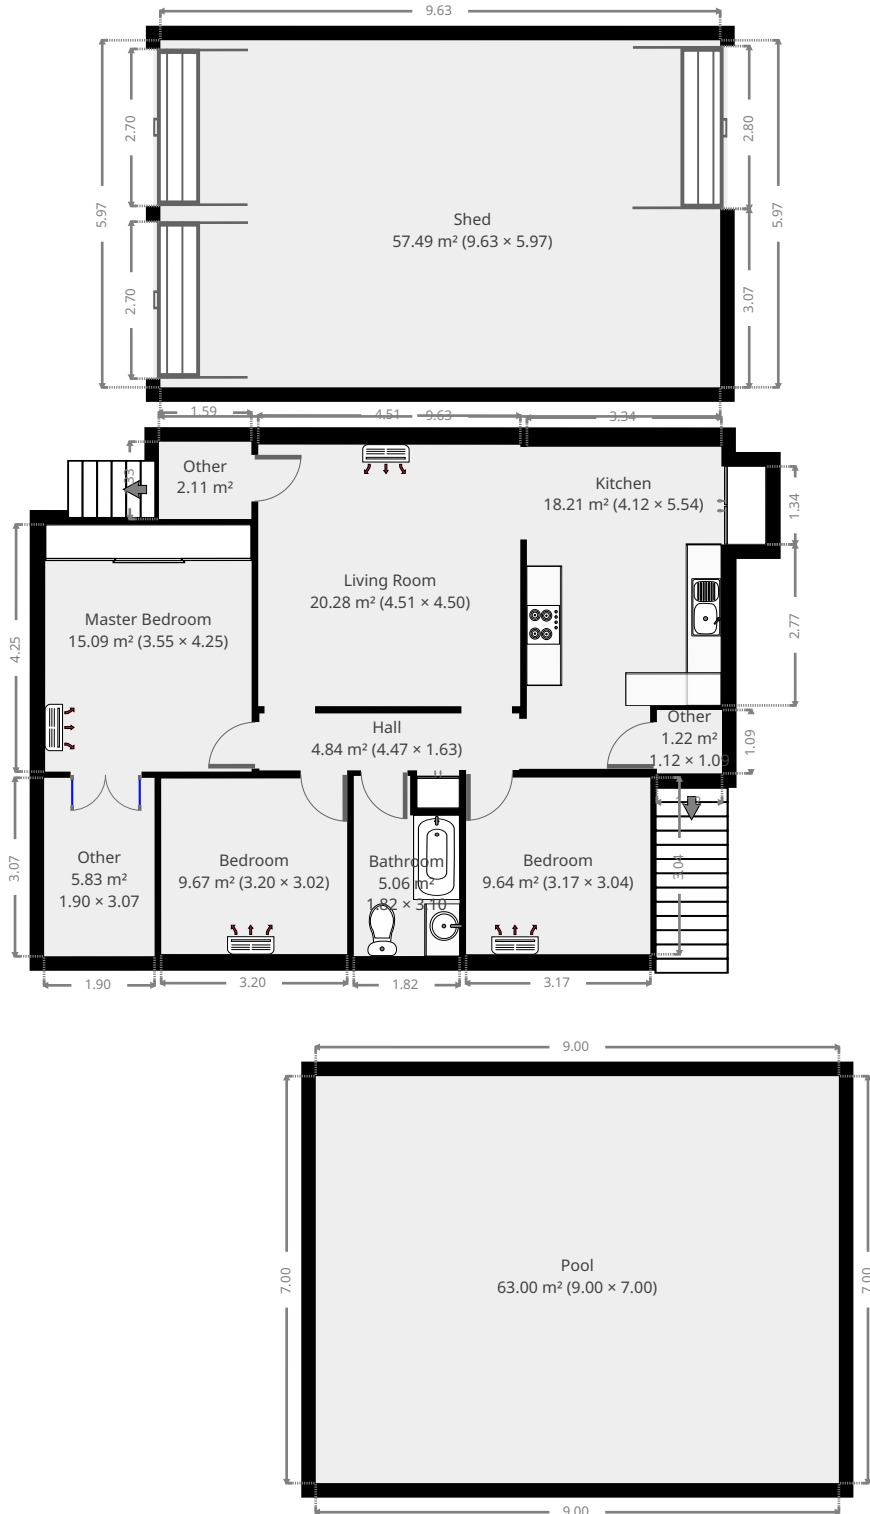 9.63
2.70
2.80
5.97
5.97
Shed
57.49 m² (9.63 × 5.97)
2.70
3.07
1.59
4.51
9.63
3.34
Other
2.11 m²
Kitchen
18.21 m² (4.12 × 5.54)
1.34
Living Room
20.28 m² (4.51 × 4.50)
Master Bedroom
15.09 m² (3.55 × 4.25)
4.25
2.77
Hall
4.84 m² (4.47 × 1.63)
Other
1.22 m²
1.12 × 1.09
1.09
Other
5.83 m²
1.90 × 3.07
3.07
Bedroom
9.67 m² (3.20 × 3.02)
Bathroom
5.06 m²
1.82 × 3.10
Bedroom
9.64 m² (3.17 × 3.04)
3.04
1.90
3.20
1.82
3.17
9.00
7.00
Pool
63.00 m² (9.00 × 7.00)
7.00
9.00